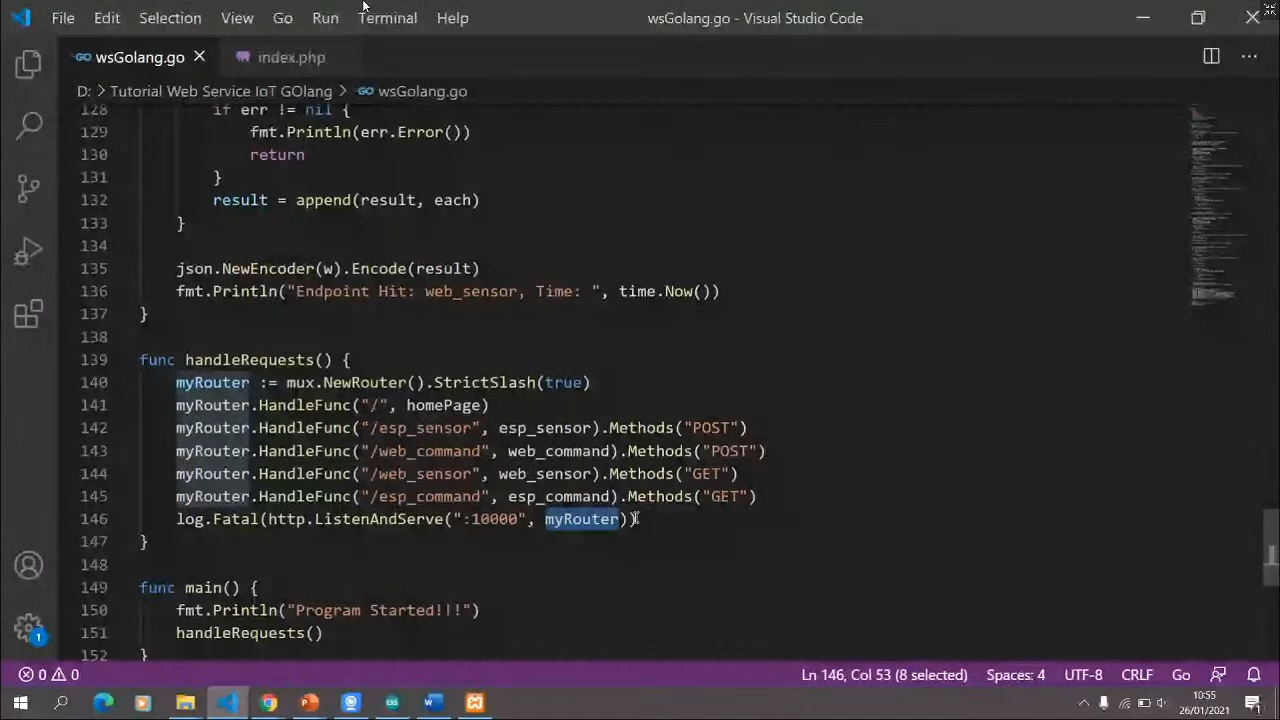 File Edit Selection View Go Run Terminal Help wsGolang.go - Visual Studio Code
wsGolang.go index.php
D: > Tutorial Web Service IoT GOlang > wsGolang.go
128 if err != nil {
129 fmt.Println(err.Error())
130 return
131 }
132 result = append(result, each)
133 }
134
135 json.NewEncoder(w).Encode(result)
136 fmt.Println("Endpoint Hit: web_sensor, Time: ", time.Now())
137 }
138
139 func handleRequests() {
140 myRouter := mux.NewRouter().StrictSlash(true)
141 myRouter.HandleFunc("/", homePage)
142 myRouter.HandleFunc("/esp_sensor", esp_sensor).Methods("POST")
143 myRouter.HandleFunc("/web_command", web_command).Methods("POST")
144 myRouter.HandleFunc("/web_sensor", web_sensor).Methods("GET")
145 myRouter.HandleFunc("/esp_command", esp_command).Methods("GET")
146 log.Fatal(http.ListenAndServe(":10000", myRouter))
147 }
148
149 func main() {
150 fmt.Println("Program Started!!!")
151 handleRequests()
152 }
1
0 0 Ln 146, Col 53 (8 selected) Spaces: 4 UTF-8 CRLF Go
10:55
26/01/2021